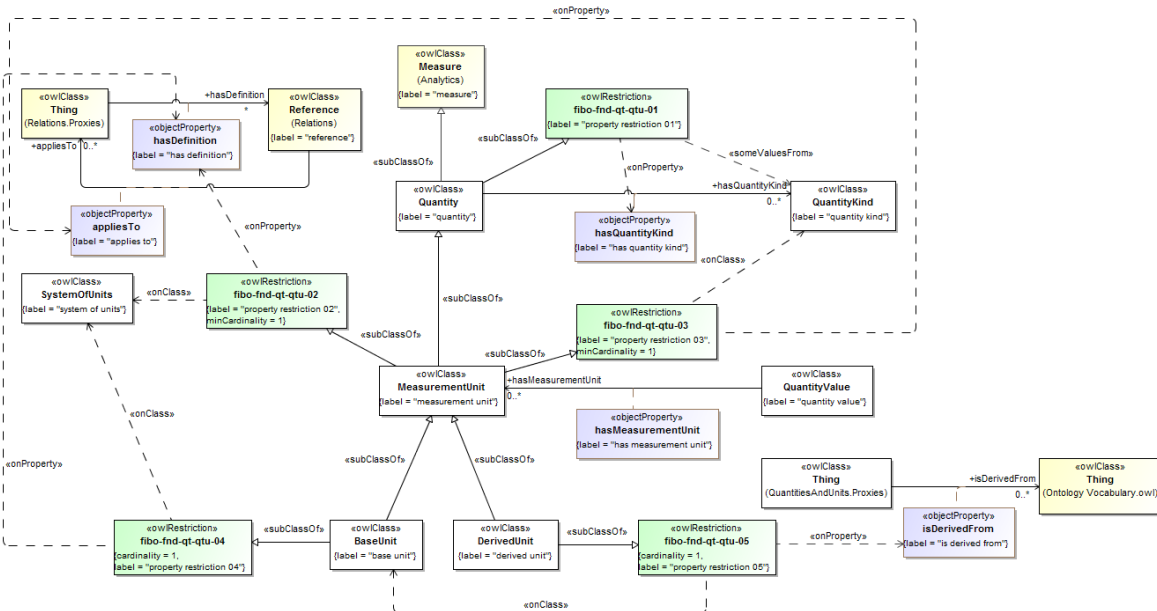 «onProperty»
«owlClass»
Measure
(Analytics)
{label = "measure"}
«owlClass»
Thing
(Relations.Proxies)
+hasDefinition
*
«owlClass»
Reference
(Relations)
{label = "reference"}
«owlRestriction»
fibo-fnd-qt-qtu-01
{label = "property restriction 01"}
+appliesTo
0..*
«objectProperty»
hasDefinition
{label = "has definition"}
«subClassOf»
«subClassOf»
«onProperty»
«someValuesFrom»
«owlClass»
Quantity
{label = "quantity"}
+hasQuantityKind
0..*
«owlClass»
QuantityKind
{label = "quantity kind"}
«objectProperty»
appliesTo
{label = "applies to"}
«onProperty»
«objectProperty»
hasQuantityKind
{label = "has quantity kind"}
«onClass»
«owlClass»
SystemOfUnits
{label = "system of units"}
«onClass»
«owlRestriction»
fibo-fnd-qt-qtu-02
{label = "property restriction 02",
minCardinality = 1}
«subClassOf»
«owlRestriction»
fibo-fnd-qt-qtu-03
{label = "property restriction 03",
minCardinality = 1}
«subClassOf»
«subClassOf»
«owlClass»
MeasurementUnit
{label = "measurement unit"}
+hasMeasurementUnit
0..*
«owlClass»
QuantityValue
{label = "quantity value"}
«onClass»
«objectProperty»
hasMeasurementUnit
{label = "has measurement unit"}
«onProperty»
«subClassOf»
«subClassOf»
«owlClass»
Thing
(QuantitiesAndUnits.Proxies)
+isDerivedFrom
0..*
«owlClass»
Thing
(Ontology Vocabulary.owl)
«owlRestriction»
fibo-fnd-qt-qtu-04
{cardinality = 1,
label = "property restriction 04"}
«subClassOf»
«owlClass»
BaseUnit
{label = "base unit"}
«owlClass»
DerivedUnit
{label = "derived unit"}
«subClassOf»
«owlRestriction»
fibo-fnd-qt-qtu-05
{cardinality = 1,
label = "property restriction 05"}
«onProperty»
«objectProperty»
isDerivedFrom
{label = "is derived from"}
«onClass»